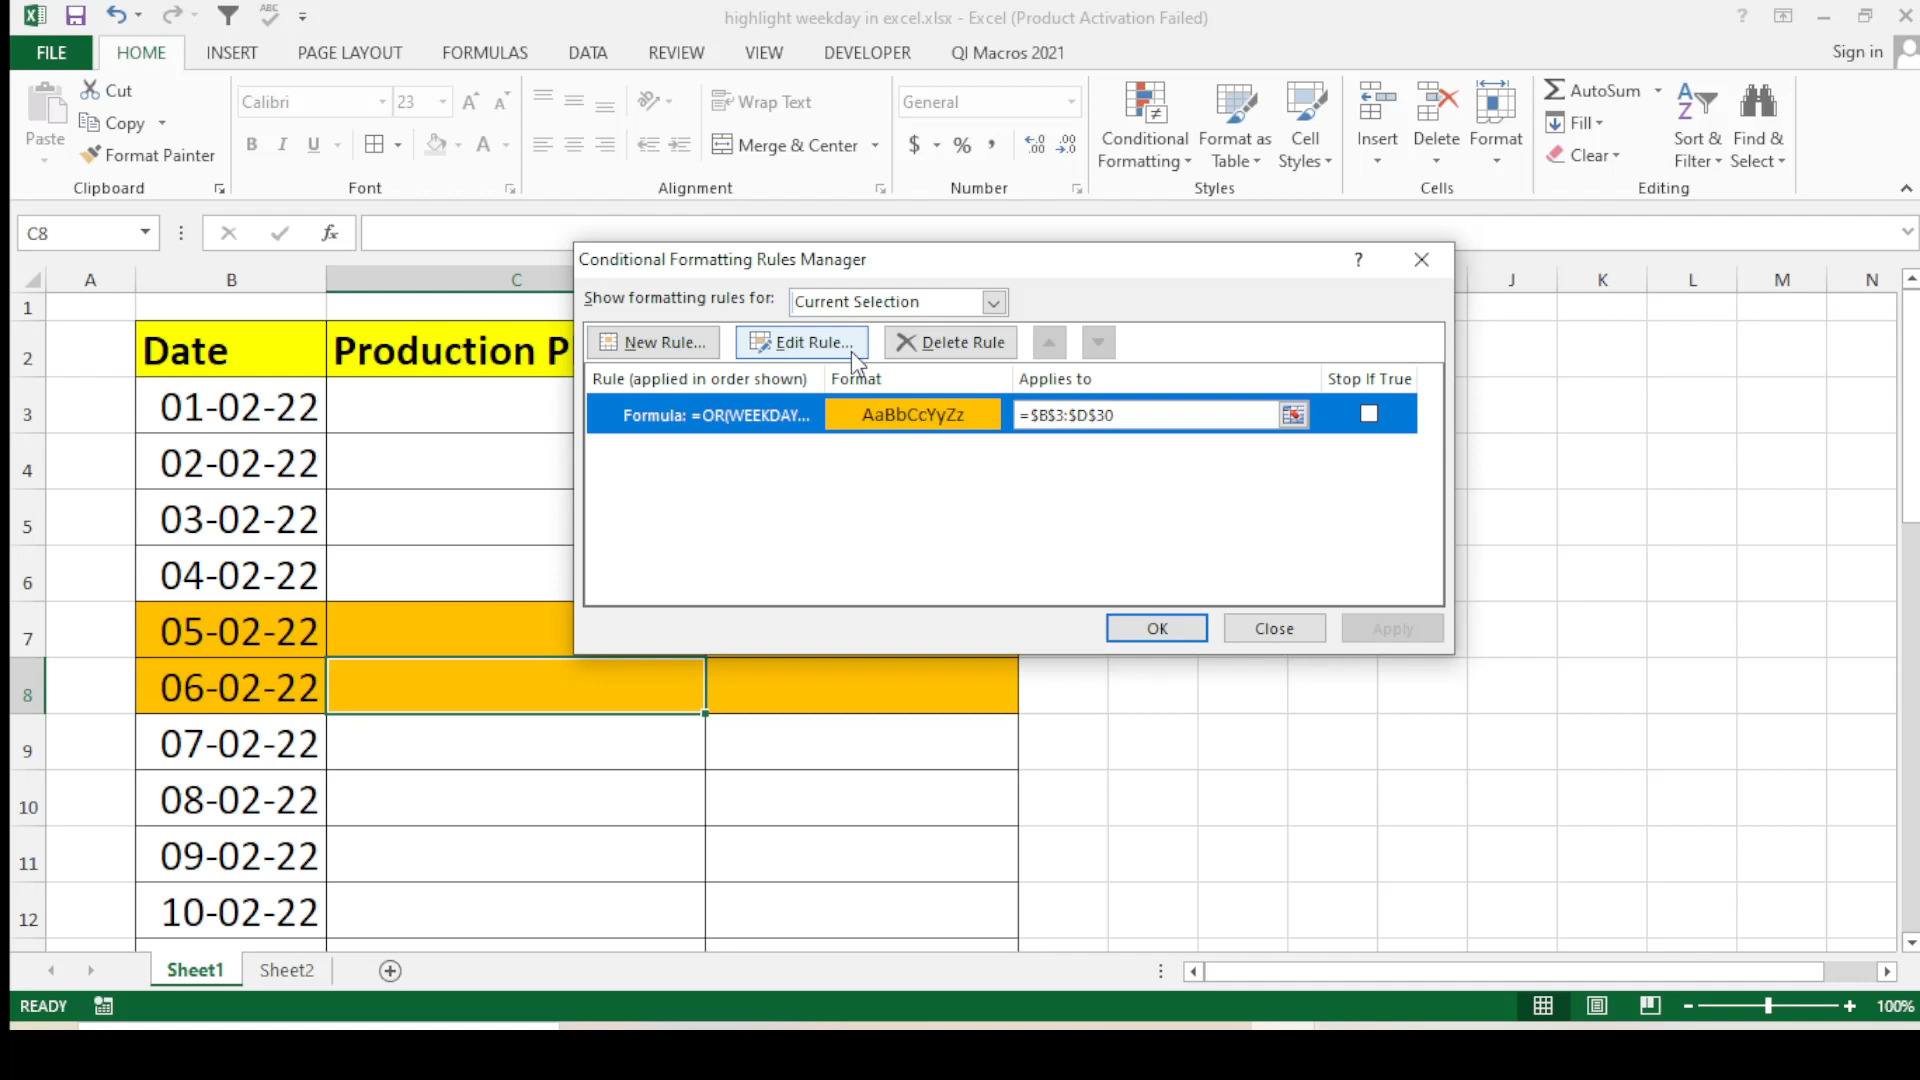 highlight weekday in excel.xlsx - Excel (Product Activation Failed)
FILE HOME INSERT PAGE LAYOUT FORMULAS DATA REVIEW VIEW DEVELOPER QI Macros 2021 Sign in
Paste Cut Copy Format Painter Clipboard
Calibri 23 B I U A Font
Wrap Text Merge & Center Alignment
General $ % , Number
Conditional Formatting Format as Table Cell Styles Styles
Insert Delete Format Cells
AutoSum Fill Clear Sort & Filter Find & Select Editing
C8 fx
Conditional Formatting Rules Manager ?
Show formatting rules for: Current Selection
New Rule... Edit Rule... Delete Rule
Rule (applied in order shown) Format Applies to Stop If True
Formula: =OR(WEEKDAY... AaBbCcYyZz =$B$3:$D$30
OK Close Apply
A B C J K L M N
1
2 Date Production P
3 01-02-22
4 02-02-22
5 03-02-22
6 04-02-22
7 05-02-22
8 06-02-22
9 07-02-22
10 08-02-22
11 09-02-22
12 10-02-22
Sheet1 Sheet2
READY 100%